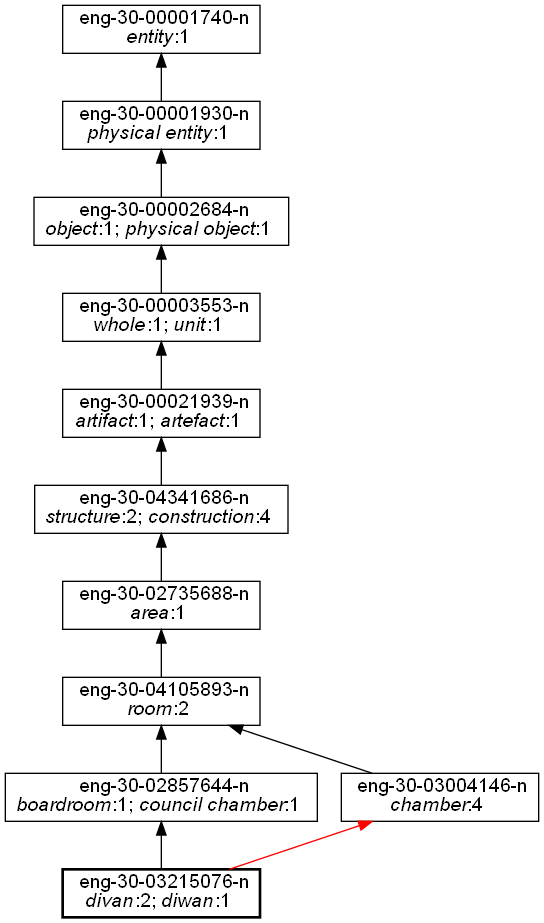 eng-30-00001740-n
entity:1
eng-30-00001930-n
physical entity:1
eng-30-00002684-n
object:1; physical object:1
eng-30-00003553-n
whole:1; unit:1
eng-30-00021939-n
artifact:1; artefact:1
eng-30-04341686-n
structure:2; construction:4
eng-30-02735688-n
area:1
eng-30-04105893-n
room:2
eng-30-02857644-n
boardroom:1; council chamber:1
eng-30-03004146-n
chamber:4
eng-30-03215076-n
divan:2; diwan:1